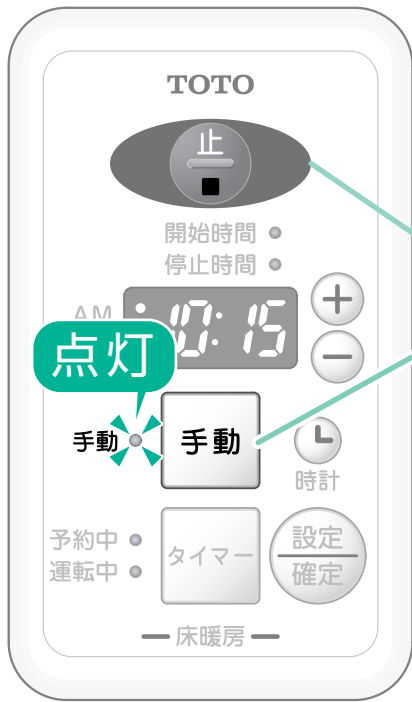 TOTO
止
開始時間
停止時間
AM
10:15
+
−
点灯
手動
手動
時計
予約中
運転中
タイマー
設定
確定
床暖房